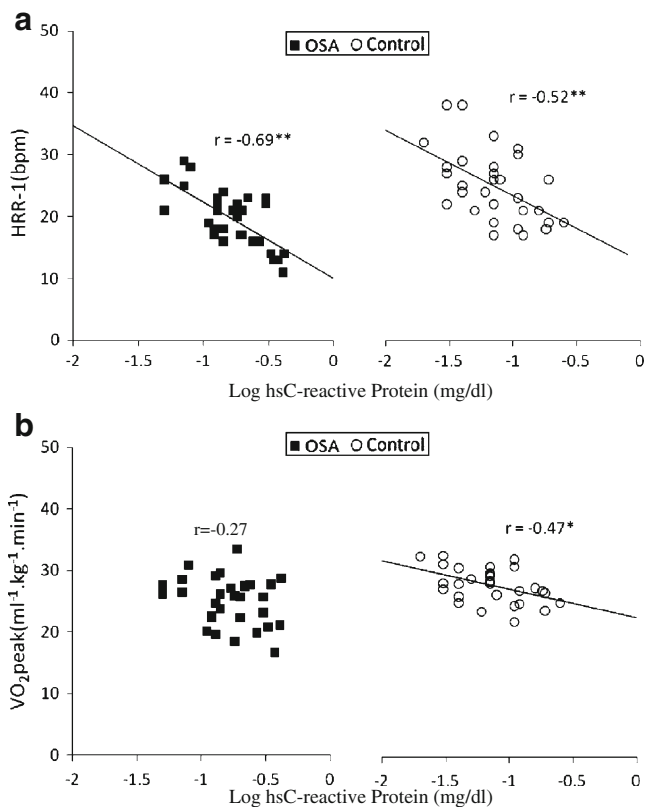 a
■ OSA ○ Control
HRR-1(bpm)
50
40
30
20
10
0
r = -0.69**
r = -0.52**
-2 -1.5 -1 -0.5 0 -2 -1.5 -1 -0.5 0
Log hsC-reactive Protein (mg/dl)
b
■ OSA ○ Control
VO₂peak(ml⁻¹.kg⁻¹.min⁻¹)
50
40
30
20
10
0
r=-0.27
r = -0.47*
-2 -1.5 -1 -0.5 0 -2 -1.5 -1 -0.5 0
Log hsC-reactive Protein (mg/dl)